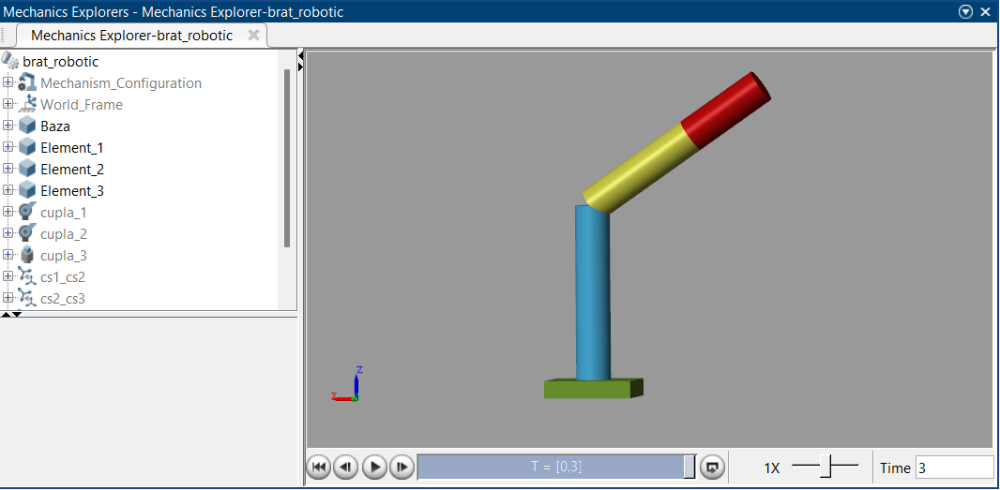 Mechanics Explorers - Mechanics Explorer-brat_robotic
Mechanics Explorer-brat_robotic
brat_robotic
Mechanism_Configuration
World_Frame
Baza
Element_1
Element_2
Element_3
cupla_1
cupla_2
cupla_3
cs1_cs2
cs2_cs3
Z
X
T = [0,3]
1X
Time 3